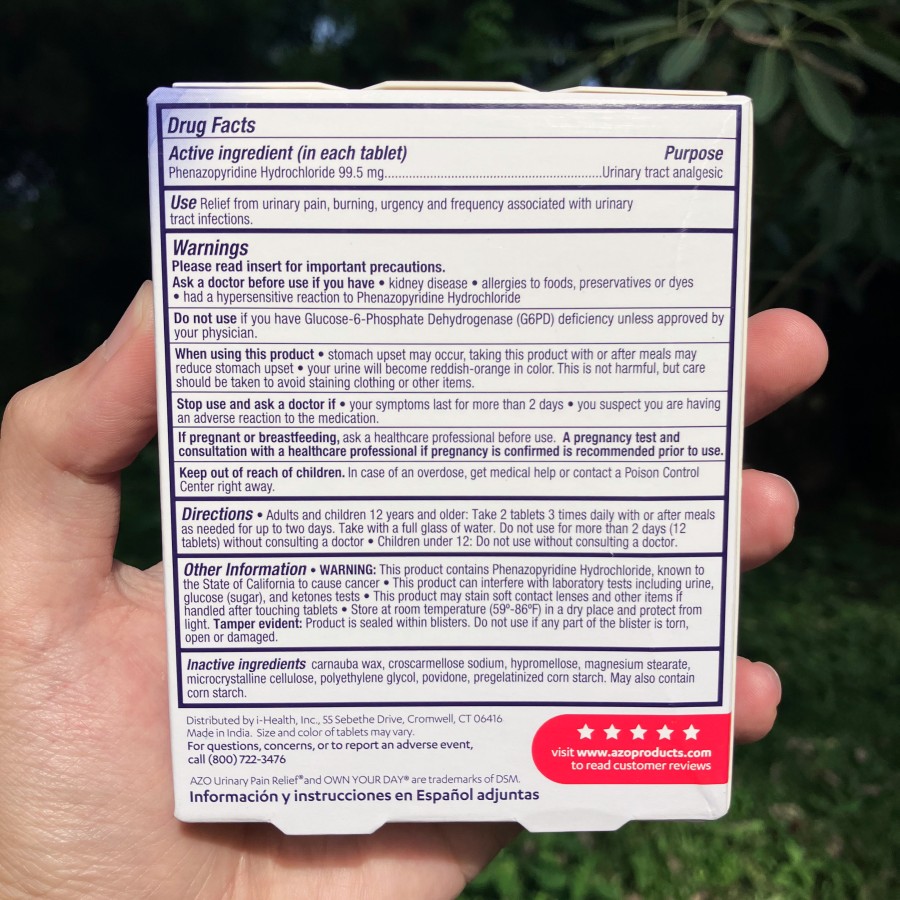 Drug Facts
Active ingredient (in each tablet) Purpose
Phenazopyridine Hydrochloride 99.5 mg..............................................................Urinary tract analgesic
Use Relief from urinary pain, burning, urgency and frequency associated with urinary
tract infections.
Warnings
Please read insert for important precautions.
Ask a doctor before use if you have • kidney disease • allergies to foods, preservatives or dyes
• had a hypersensitive reaction to Phenazopyridine Hydrochloride
Do not use if you have Glucose-6-Phosphate Dehydrogenase (G6PD) deficiency unless approved by
your physician.
When using this product • stomach upset may occur, taking this product with or after meals may
reduce stomach upset • your urine will become reddish-orange in color. This is not harmful, but care
should be taken to avoid staining clothing or other items.
Stop use and ask a doctor if • your symptoms last for more than 2 days • you suspect you are having
an adverse reaction to the medication.
If pregnant or breastfeeding, ask a healthcare professional before use. A pregnancy test and
consultation with a healthcare professional if pregnancy is confirmed is recommended prior to use.
Keep out of reach of children. In case of an overdose, get medical help or contact a Poison Control
Center right away.
Directions • Adults and children 12 years and older: Take 2 tablets 3 times daily with or after meals
as needed for up to two days. Take with a full glass of water. Do not use for more than 2 days (12
tablets) without consulting a doctor • Children under 12: Do not use without consulting a doctor.
Other Information • WARNING: This product contains Phenazopyridine Hydrochloride, known to
the State of California to cause cancer • This product can interfere with laboratory tests including urine,
glucose (sugar), and ketones tests • This product may stain soft contact lenses and other items if
handled after touching tablets • Store at room temperature (59º-86ºF) in a dry place and protect from
light. Tamper evident: Product is sealed within blisters. Do not use if any part of the blister is torn,
open or damaged.
Inactive ingredients carnauba wax, croscarmellose sodium, hypromellose, magnesium stearate,
microcrystalline cellulose, polyethylene glycol, povidone, pregelatinized corn starch. May also contain
corn starch.
Distributed by i-Health, Inc., 55 Sebethe Drive, Cromwell, CT 06416
Made in India. Size and color of tablets may vary.
For questions, concerns, or to report an adverse event,
call (800) 722-3476
visit www.azoproducts.com
to read customer reviews
AZO Urinary Pain Relief® and OWN YOUR DAY® are trademarks of DSM.
Información y instrucciones en Español adjuntas